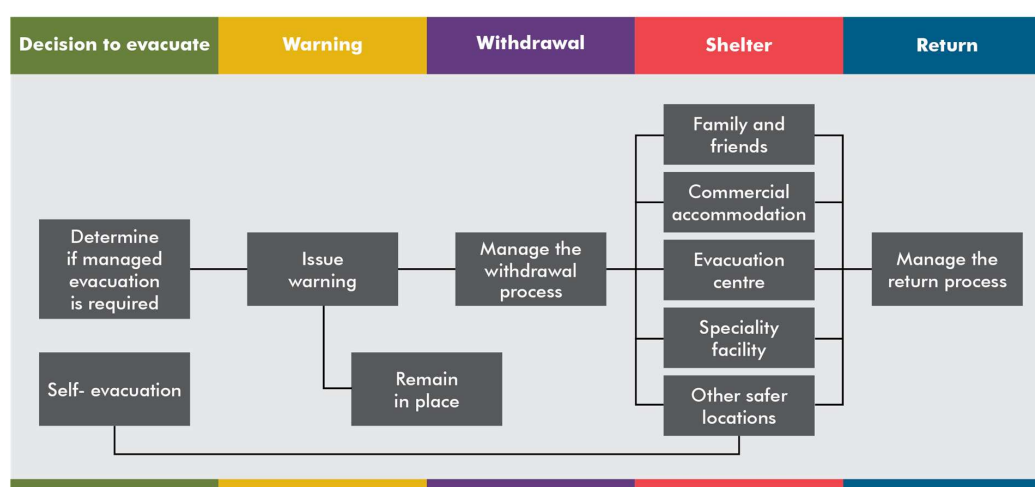 Decision to evacuate
Warning
Withdrawal
Shelter
Return
Determine
if managed
evacuation
is required
Self- evacuation
Issue
warning
Remain
in place
Manage the
withdrawal
process
Family and
friends
Commercial
accommodation
Evacuation
centre
Speciality
facility
Other safer
locations
Manage the
return process